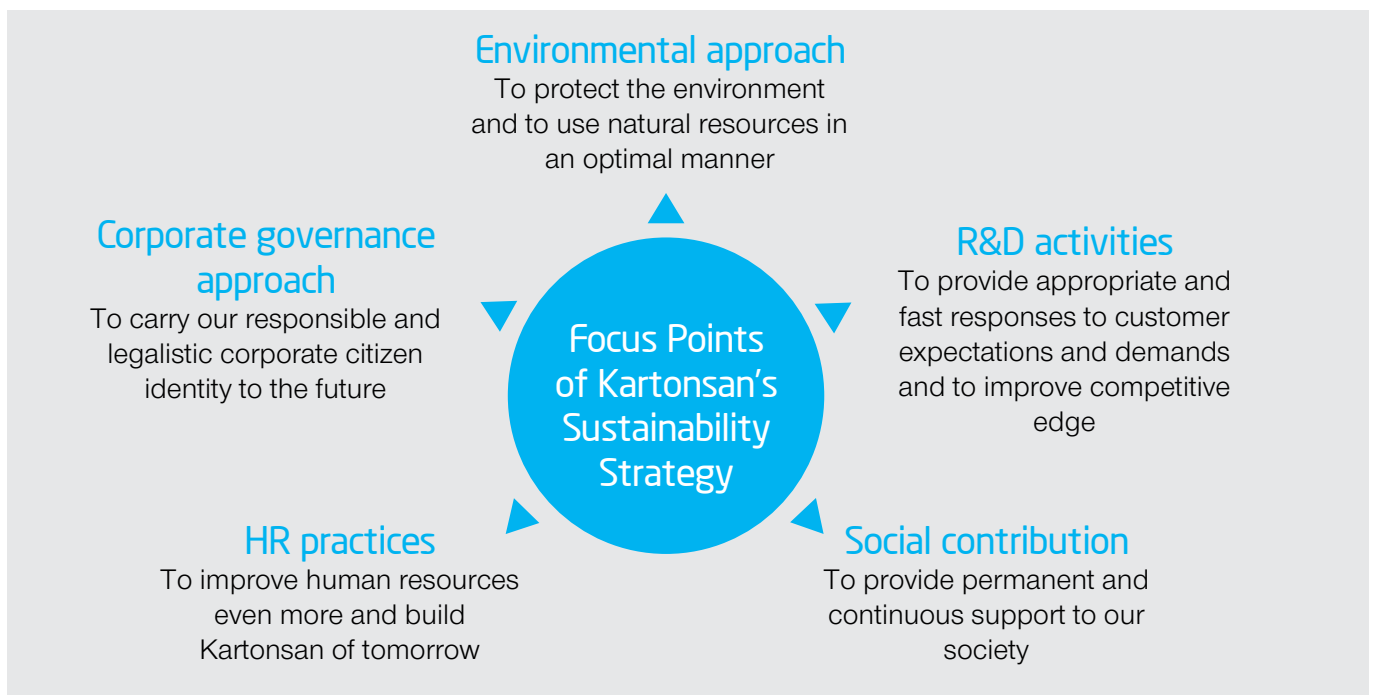 Environmental approach
To protect the environment
and to use natural resources in
an optimal manner
Corporate governance
approach
To carry our responsible and
legalistic corporate citizen
identity to the future
R&D activities
To provide appropriate and
fast responses to customer
expectations and demands
and to improve competitive
edge
Focus Points
of Kartonsan’s
Sustainability
Strategy
HR practices
To improve human resources
even more and build
Kartonsan of tomorrow
Social contribution
To provide permanent and
continuous support to our
society